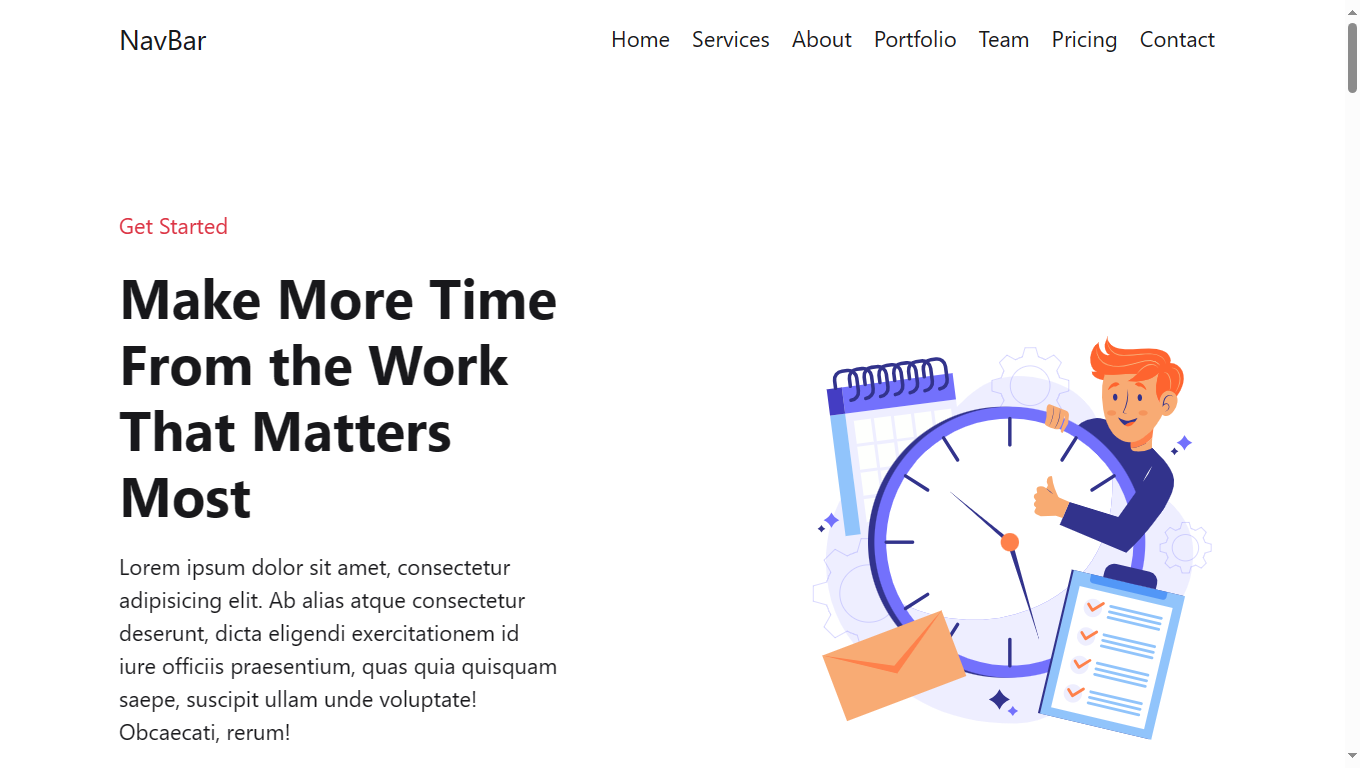 NavBar
Home Services About Portfolio Team Pricing Contact
Get Started
Make More Time
From the Work
That Matters
Most
Lorem ipsum dolor sit amet, consectetur
adipisicing elit. Ab alias atque consectetur
deserunt, dicta eligendi exercitationem id
iure officiis praesentium, quas quia quisquam
saepe, suscipit ullam unde voluptate!
Obcaecati, rerum!